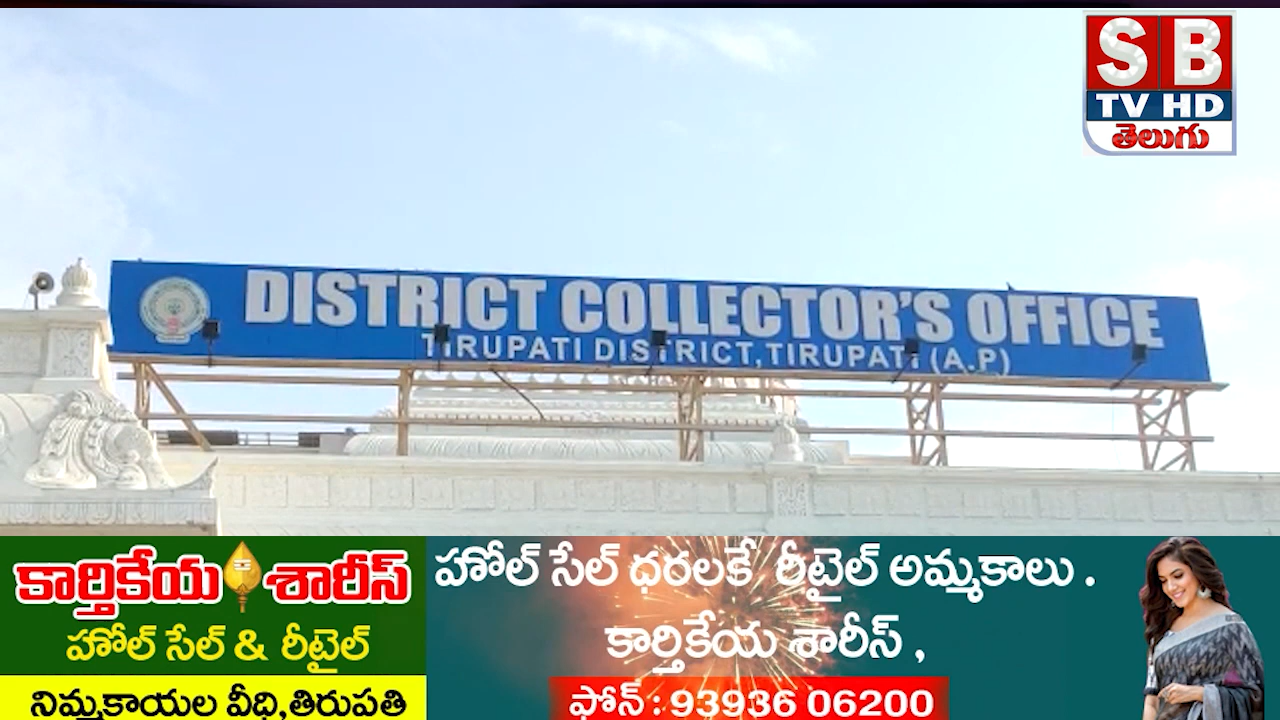 SB
TV HD
తెలుగు
DISTRICT COLLECTOR'S OFFICE
TIRUPATI DISTRICT,TIRUPATI (A.P)
కార్తికేయ శారీస్
హోల్ సేల్ & రీటైల్
నిమ్మకాయల వీధి,తిరుపతి
హోల్ సేల్ ధరలకే రీటైల్ అమ్మకాలు .
కార్తికేయ శారీస్ ,
ఫోన్ : 93936 06200